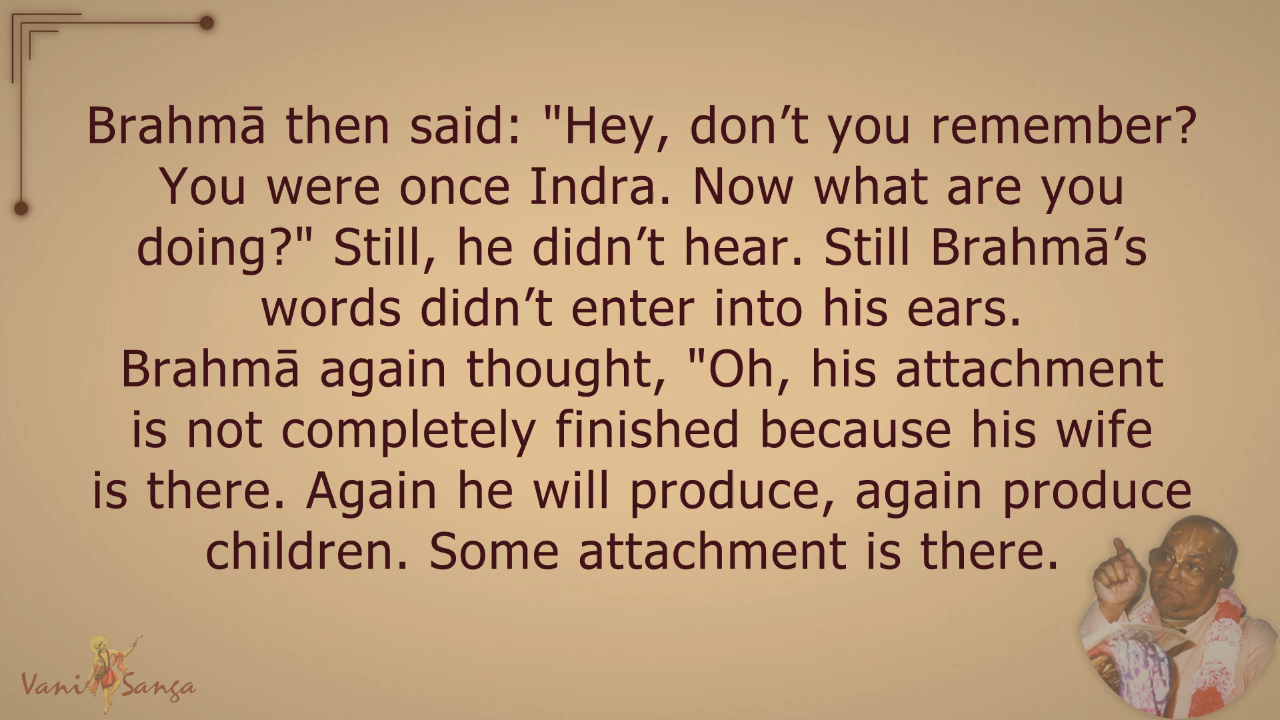 Brahmā then said: "Hey, don’t you remember?
You were once Indra. Now what are you
doing?" Still, he didn’t hear. Still Brahmā’s
words didn’t enter into his ears.
Brahmā again thought, "Oh, his attachment
is not completely finished because his wife
is there. Again he will produce, again produce
children. Some attachment is there.
Vani Sanga